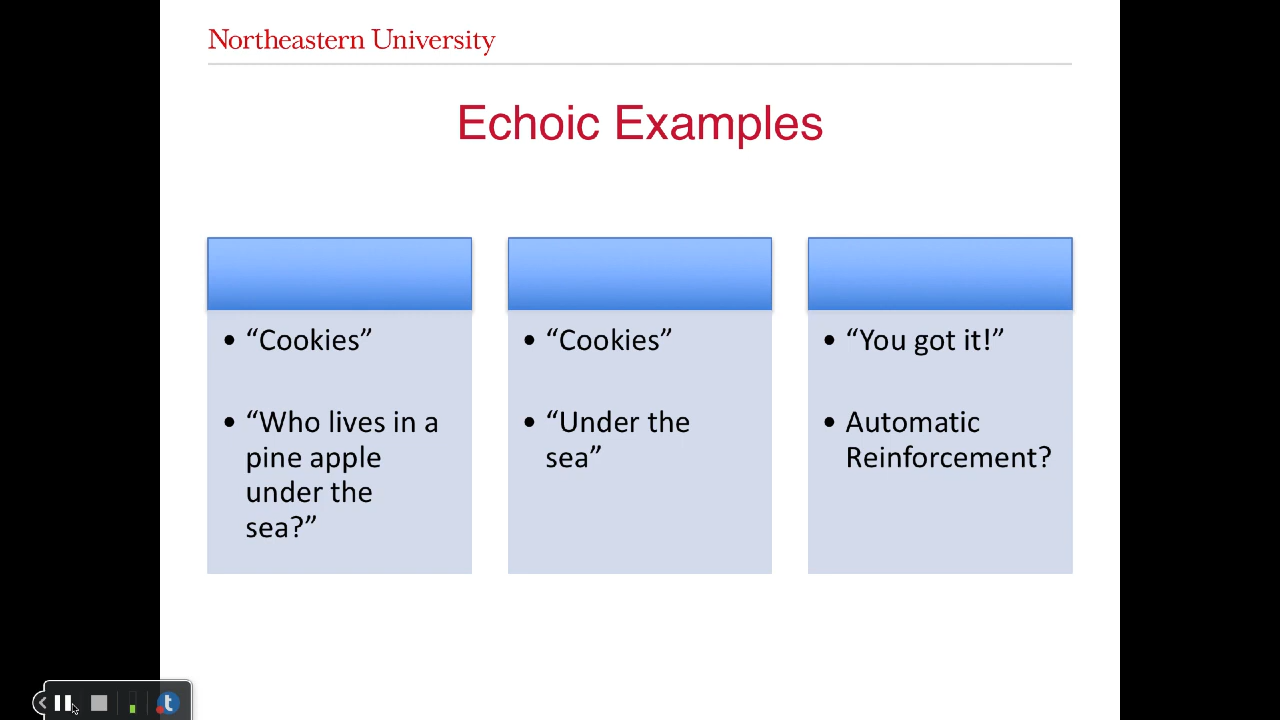 Northeastern University
Echoic Examples
• “Cookies”
• “Who lives in a
pine apple
under the
sea?”
• “Cookies”
• “Under the
sea”
• “You got it!”
• Automatic
Reinforcement?
t